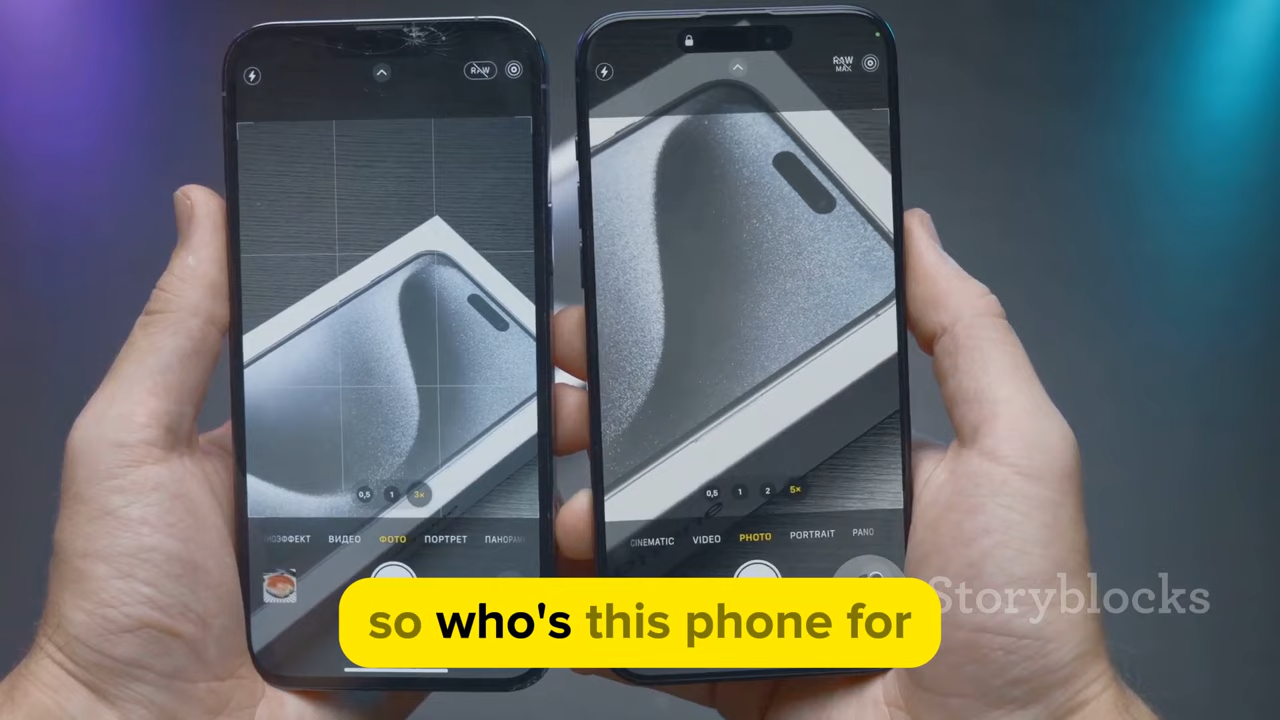 RAW
RAW
MAX
0,5 1 3×
0,5 1 2 5×
ВИДЕО ФОТО ПОРТРЕТ
CINEMATIC VIDEO PHOTO PORTRAIT PANO
so who's this phone for
Storyblocks